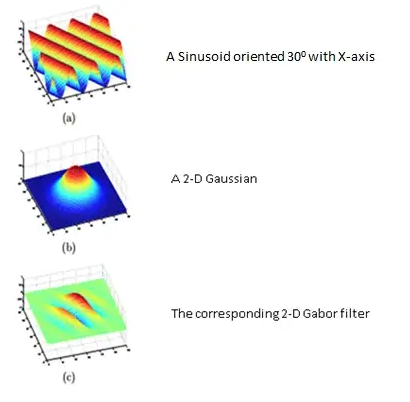 A Sinusoid oriented 30⁰ with X-axis
(a)
A 2-D Gaussian
(b)
The corresponding 2-D Gabor filter
(c)